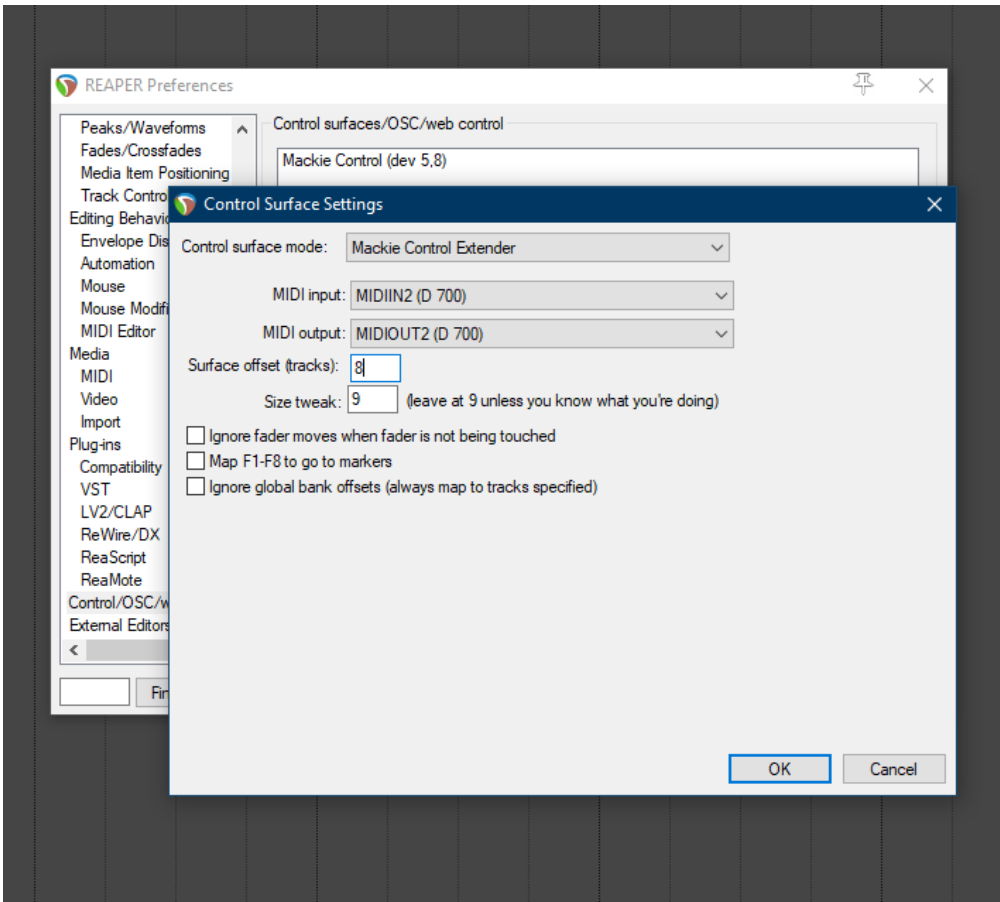 REAPER Preferences
Peaks/Waveforms
Fades/Crossfades
Media Item Positioning
Track Contro
Editing Behavio
Envelope Dis
Automation
Mouse
Mouse Modifi
MIDI Editor
Media
MIDI
Video
Import
Plug-ins
Compatibility
VST
LV2/CLAP
ReWire/DX
ReaScript
ReaMote
Control/OSC/w
External Editors
Fin
Control surfaces/OSC/web control
Mackie Control (dev 5,8)
Control Surface Settings
Control surface mode: Mackie Control Extender
MIDI input: MIDIIN2 (D 700)
MIDI output: MIDIOUT2 (D 700)
Surface offset (tracks): 8
Size tweak: 9 (leave at 9 unless you know what you're doing)
Ignore fader moves when fader is not being touched
Map F1-F8 to go to markers
Ignore global bank offsets (always map to tracks specified)
OK Cancel